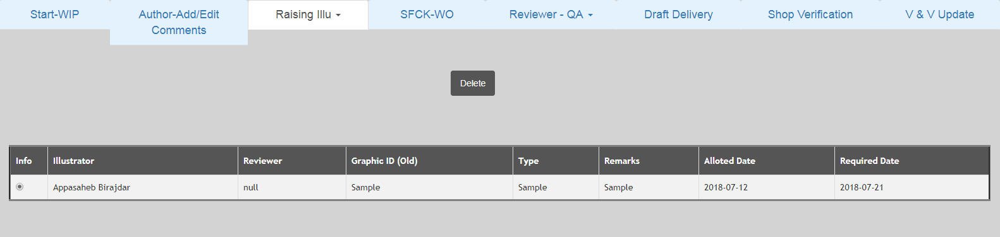 Start-WIP
Author-Add/Edit
Comments
Raising Illu
SFCK-WO
Reviewer - QA
Draft Delivery
Shop Verification
V & V Update
Delete
Info Illustrator Reviewer Graphic ID (Old) Type Remarks Alloted Date Required Date
Appasaheb Birajdar null Sample Sample Sample 2018-07-12 2018-07-21